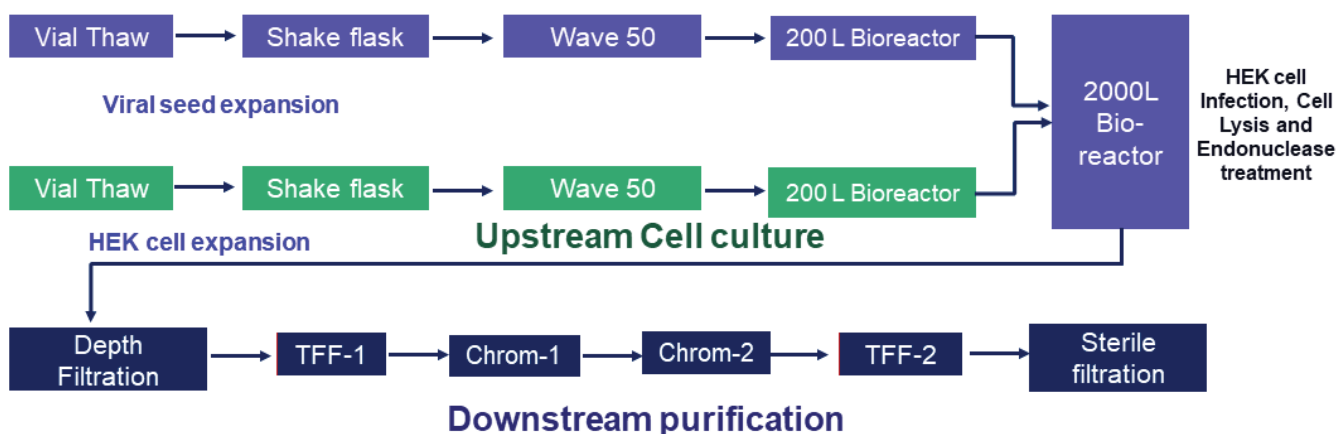 Vial Thaw
Shake flask
Wave 50
200 L Bioreactor
Viral seed expansion
2000L
Bio-
reactor
HEK cell
Infection, Cell
Lysis and
Endonuclease
treatment
Vial Thaw
Shake flask
Wave 50
200 L Bioreactor
HEK cell expansion
Upstream Cell culture
Depth
Filtration
TFF-1
Chrom-1
Chrom-2
TFF-2
Sterile
filtration
Downstream purification